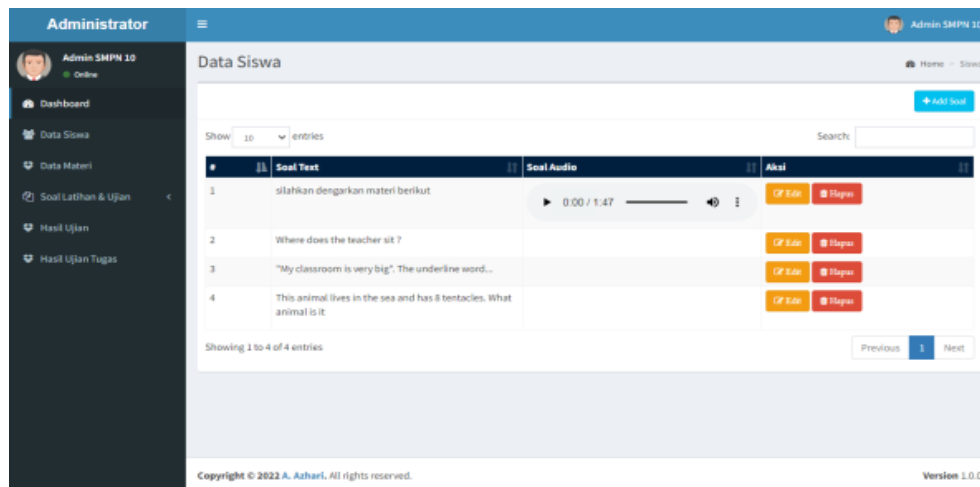 Administrator
Admin SMPN 10
Admin SMPN 10
Online
Dashboard
Data Siswa
Data Materi
Soal Latihan & Ujian
Hasil Ujian
Hasil Ujian Tugas
Data Siswa
Home
+Add Soal
Show 10 entries
Search:
# Soal Text Soal Audio Aksi
1 silahkan dengarkan materi berikut 0:00 / 1:47 Edit Hapus
2 Where does the teacher sit ? Edit Hapus
3 "My classroom is very big". The underline word... Edit Hapus
4 This animal lives in the sea and has 8 tentacles. What Edit Hapus
animal is it
Showing 1 to 4 of 4 entries
Previous 1 Next
Copyright © 2022 A. Azhari. All rights reserved.
Version 1.0.0